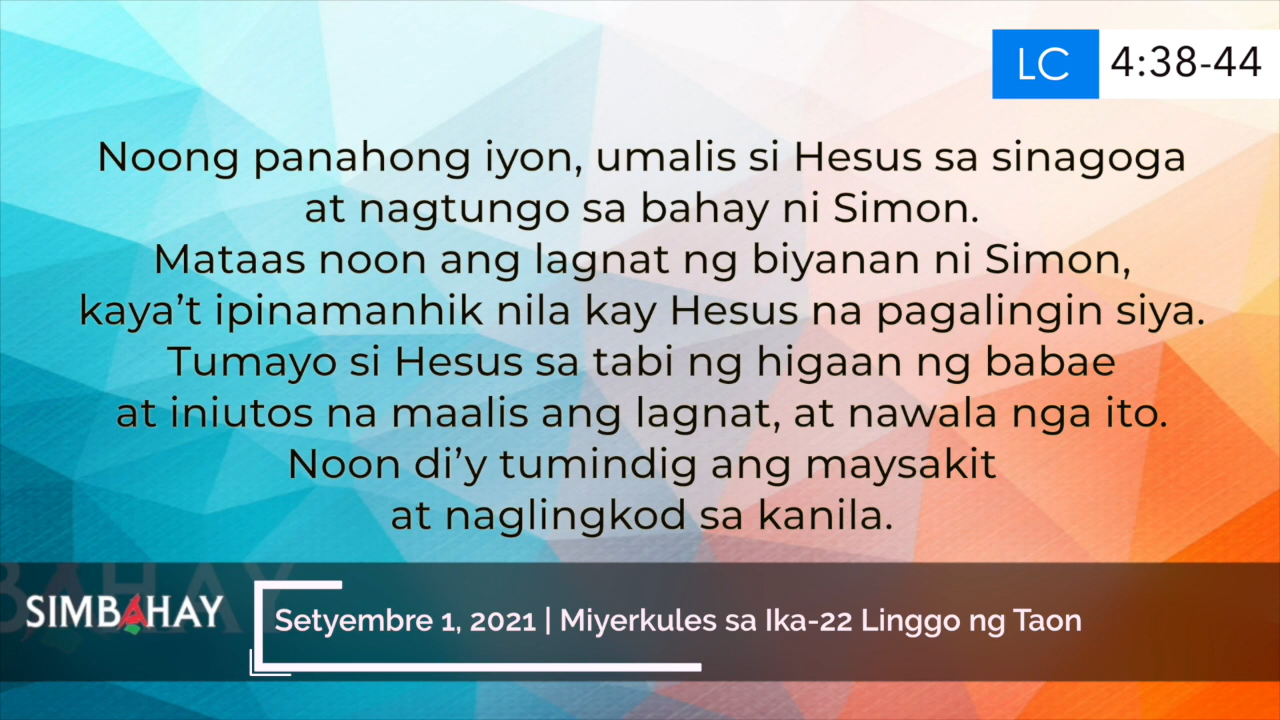 LC 4:38-44
Noong panahong iyon, umalis si Hesus sa sinagoga
at nagtungo sa bahay ni Simon.
Mataas noon ang lagnat ng biyanan ni Simon,
kaya’t ipinamanhik nila kay Hesus na pagalingin siya.
Tumayo si Hesus sa tabi ng higaan ng babae
at iniutos na maalis ang lagnat, at nawala nga ito.
Noon di’y tumindig ang maysakit
at naglingkod sa kanila.
SIMBAHAY
Setyembre 1, 2021 | Miyerkules sa Ika-22 Linggo ng Taon